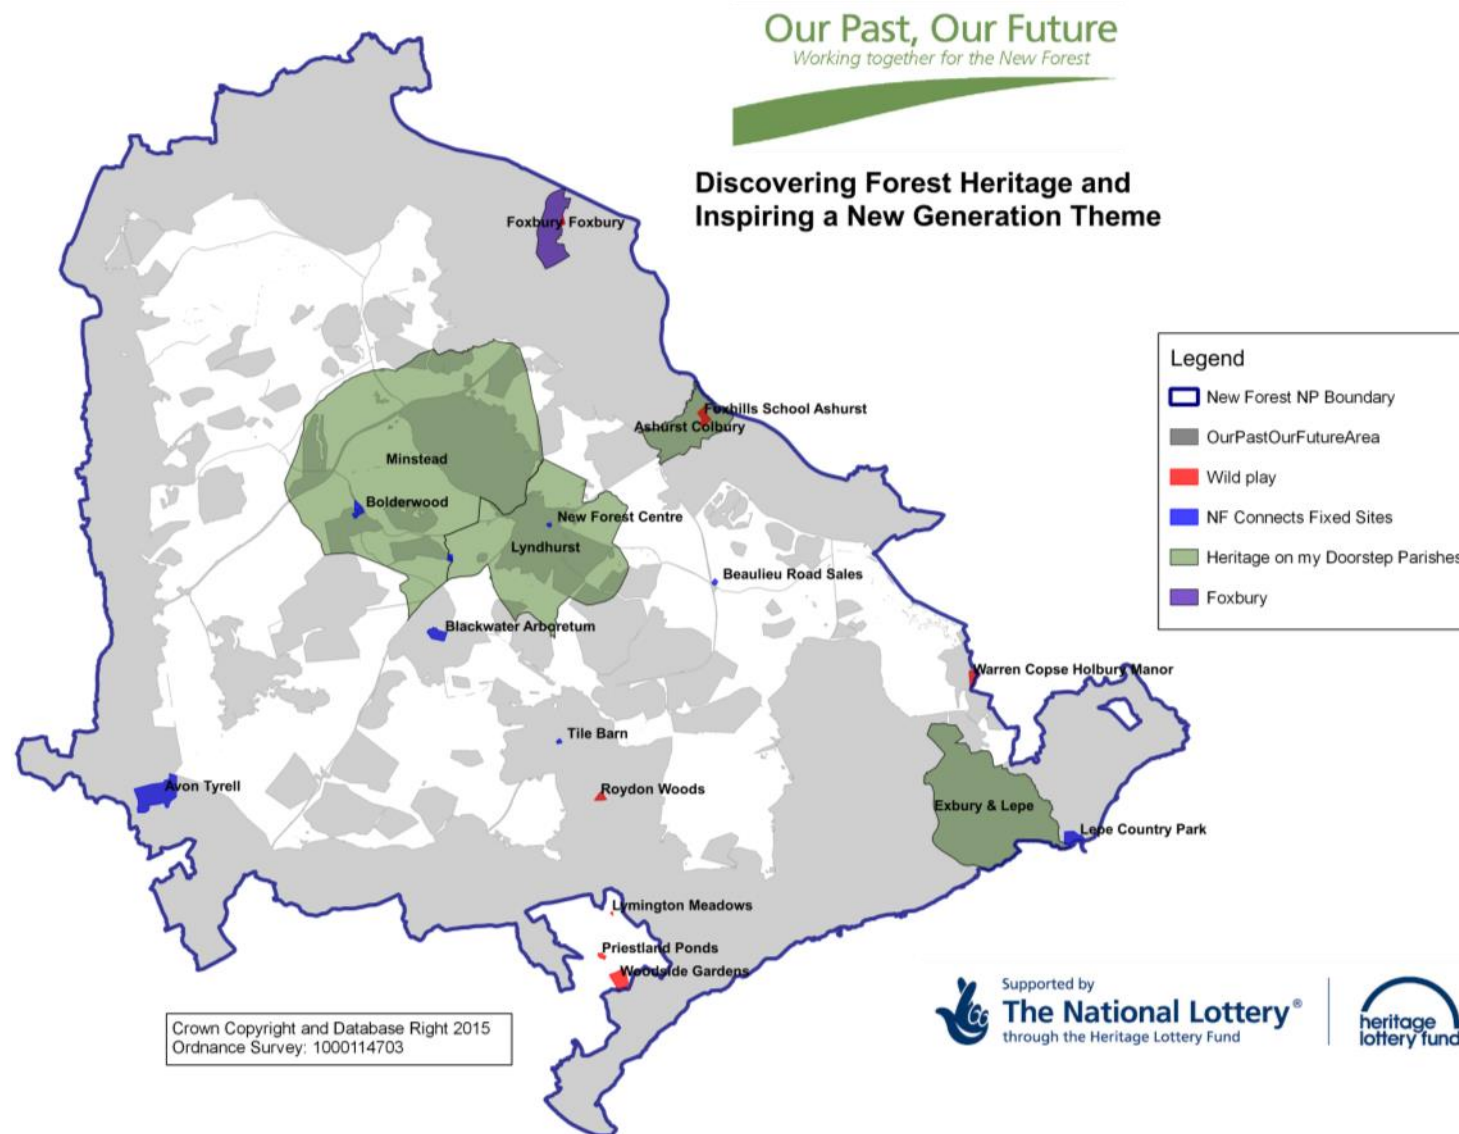 Our Past, Our Future
Working together for the New Forest
Discovering Forest Heritage and
Inspiring a New Generation Theme
Foxbury Foxbury
Foxhills School Ashurst
Ashurst Colbury
Minstead
Bolderwood
New Forest Centre
Lyndhurst
Beaulieu Road Sales
Blackwater Arboretum
Warren Copse Holbury Manor
Tile Barn
Avon Tyrell
Roydon Woods
Exbury & Lepe
Lepe Country Park
Lymington Meadows
Priestland Ponds
Woodside Gardens
Legend
New Forest NP Boundary
OurPastOurFutureArea
Wild play
NF Connects Fixed Sites
Heritage on my Doorstep Parishes
Foxbury
Crown Copyright and Database Right 2015
Ordnance Survey: 1000114703
Supported by
The National Lottery®
through the Heritage Lottery Fund
heritage
lottery fund